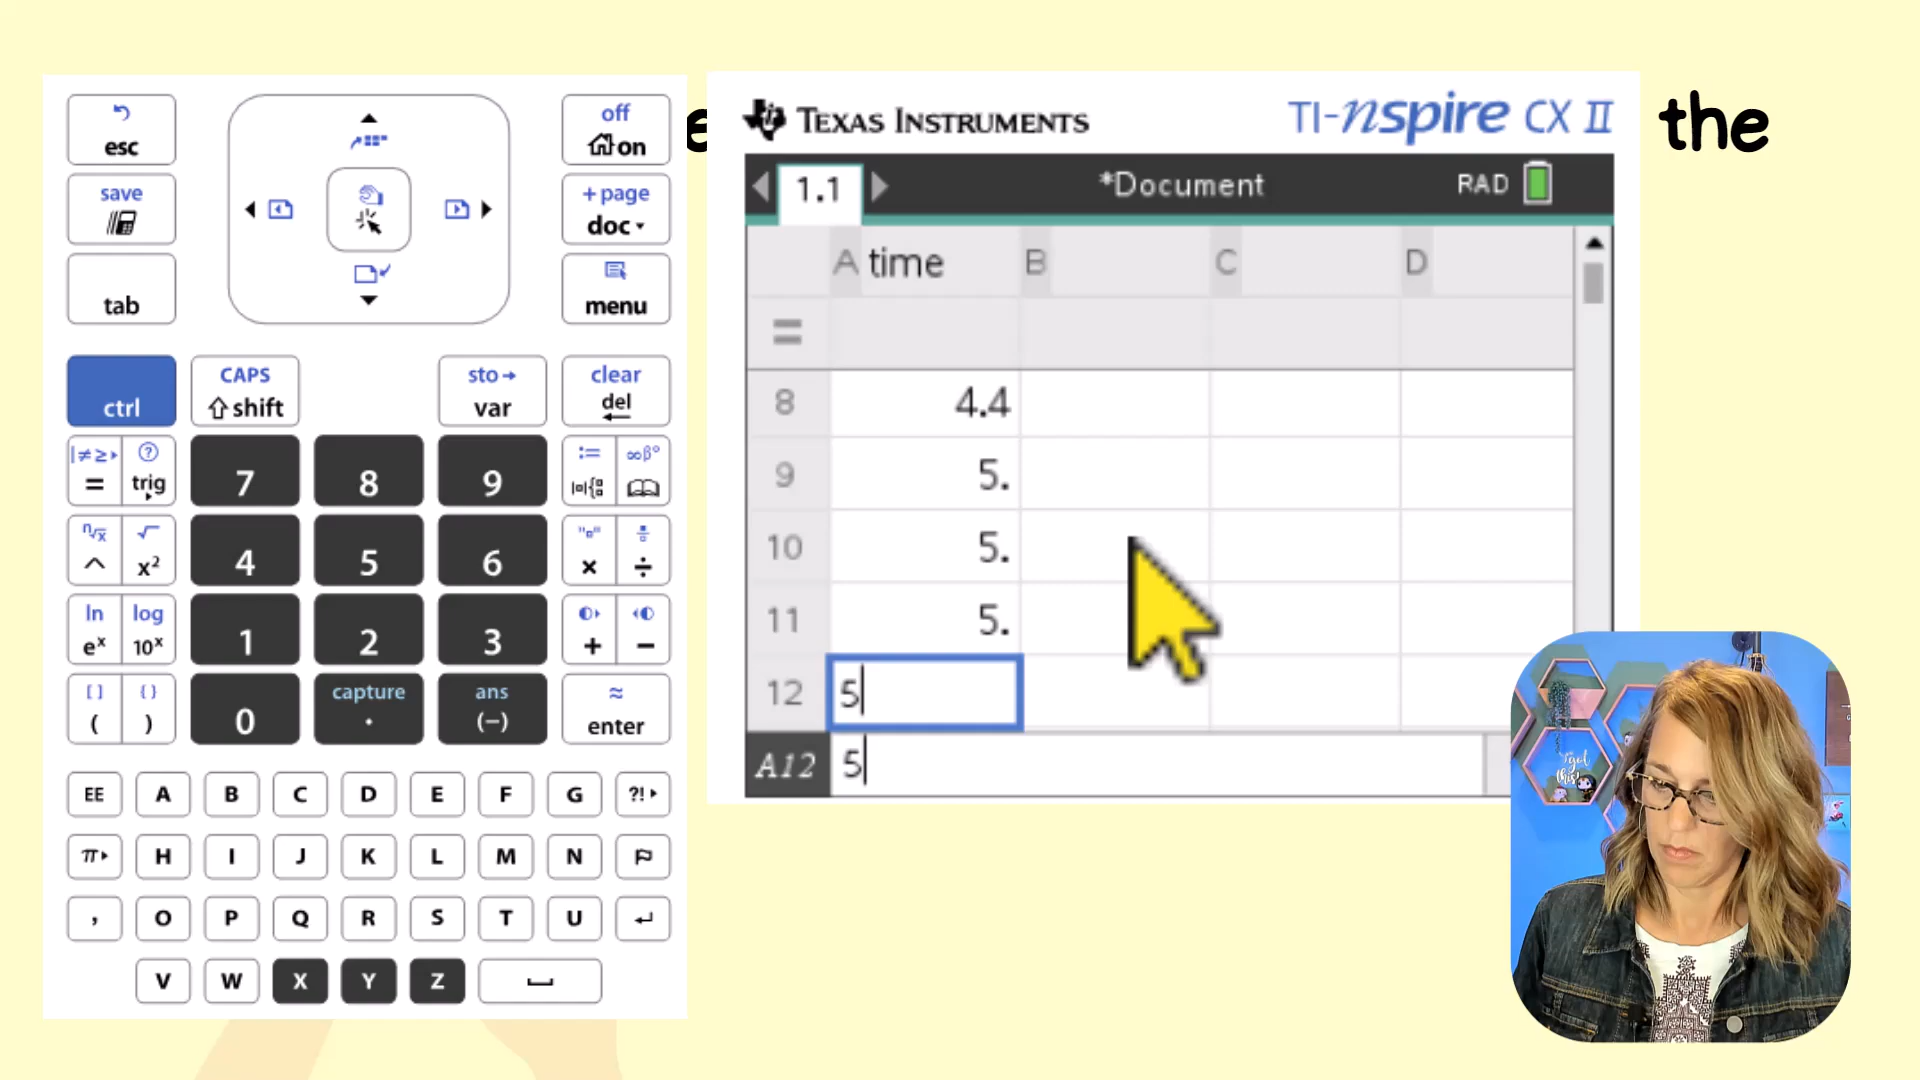 the
esc
off
on
save
+ page
doc
tab
menu
ctrl
CAPS
shift
sto→
var
clear
del
|≠≥▸
=
?
trig
7
8
9
:=
∞β°
|▫|{▫
ⁿ√x
^
√
x²
4
5
6
"▫"
×
÷
ln
eˣ
log
10ˣ
1
2
3
+
−
[ ]
(
{ }
)
0
capture
.
ans
(−)
≈
enter
EE A B C D E F G ?!▸
π▸ H I J K L M N
, O P Q R S T U ↵
V W X Y Z
TEXAS INSTRUMENTS
TI-nspire CX II
1.1
*Document
RAD
A time B C D
=
8 4.4
9 5.
10 5.
11 5.
12 5
A12 5
got
this!